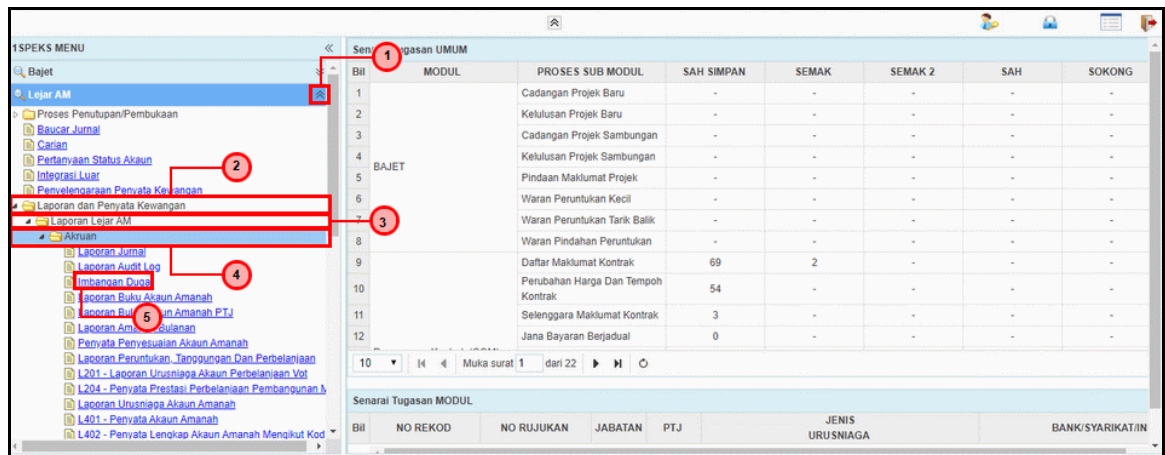 1SPEKS MENU
Bajet
Lejar AM
Proses Penutupan/Pembukaan
Baucar Jurnal
Carian
Pertanyaan Status Akaun
Integrasi Luar
Penyelengaraan Penyata Kewangan
Laporan dan Penyata Kewangan
Laporan Lejar AM
Akruan
Laporan Jurnal
Laporan Audit Log
Imbangan Duga
Laporan Buku Akaun Amanah
Laporan Bu un Amanah PTJ
Laporan Ama Bulanan
Penyata Penyesuaian Akaun Amanah
Laporan Peruntukan, Tanggungan Dan Perbelanjaan
L201 - Laporan Urusniaga Akaun Perbelanjaan Vot
L204 - Penyata Prestasi Perbelanjaan Pembangunan M
Laporan Urusniaga Akaun Amanah
L401 - Penyata Akaun Amanah
L402 - Penyata Lengkap Akaun Amanah Mengikut Kod
1
2
3
4
5
Sena ugasan UMUM
Bil MODUL PROSES SUB MODUL SAH SIMPAN SEMAK SEMAK 2 SAH SOKONG
1 Cadangan Projek Baru - - - - -
2 Kelulusan Projek Baru - - - - -
3 Cadangan Projek Sambungan - - - - -
4 Kelulusan Projek Sambungan - - - - -
BAJET
5 Pindaan Maklumat Projek - - - - -
6 Waran Peruntukan Kecil - - - - -
7 Waran Peruntukan Tarik Balik - - - - -
8 Waran Pindahan Peruntukan - - - - -
9 Daftar Maklumat Kontrak 69 2 - - -
10 Perubahan Harga Dan Tempoh Kontrak 54 - - - -
11 Selenggara Maklumat Kontrak 3 - - - -
12 Jana Bayaran Berjadual 0 - - - -
10 Muka surat 1 dari 22
Senarai Tugasan MODUL
Bil NO REKOD NO RUJUKAN JABATAN PTJ JENIS URUSNIAGA BANK/SYARIKAT/IN